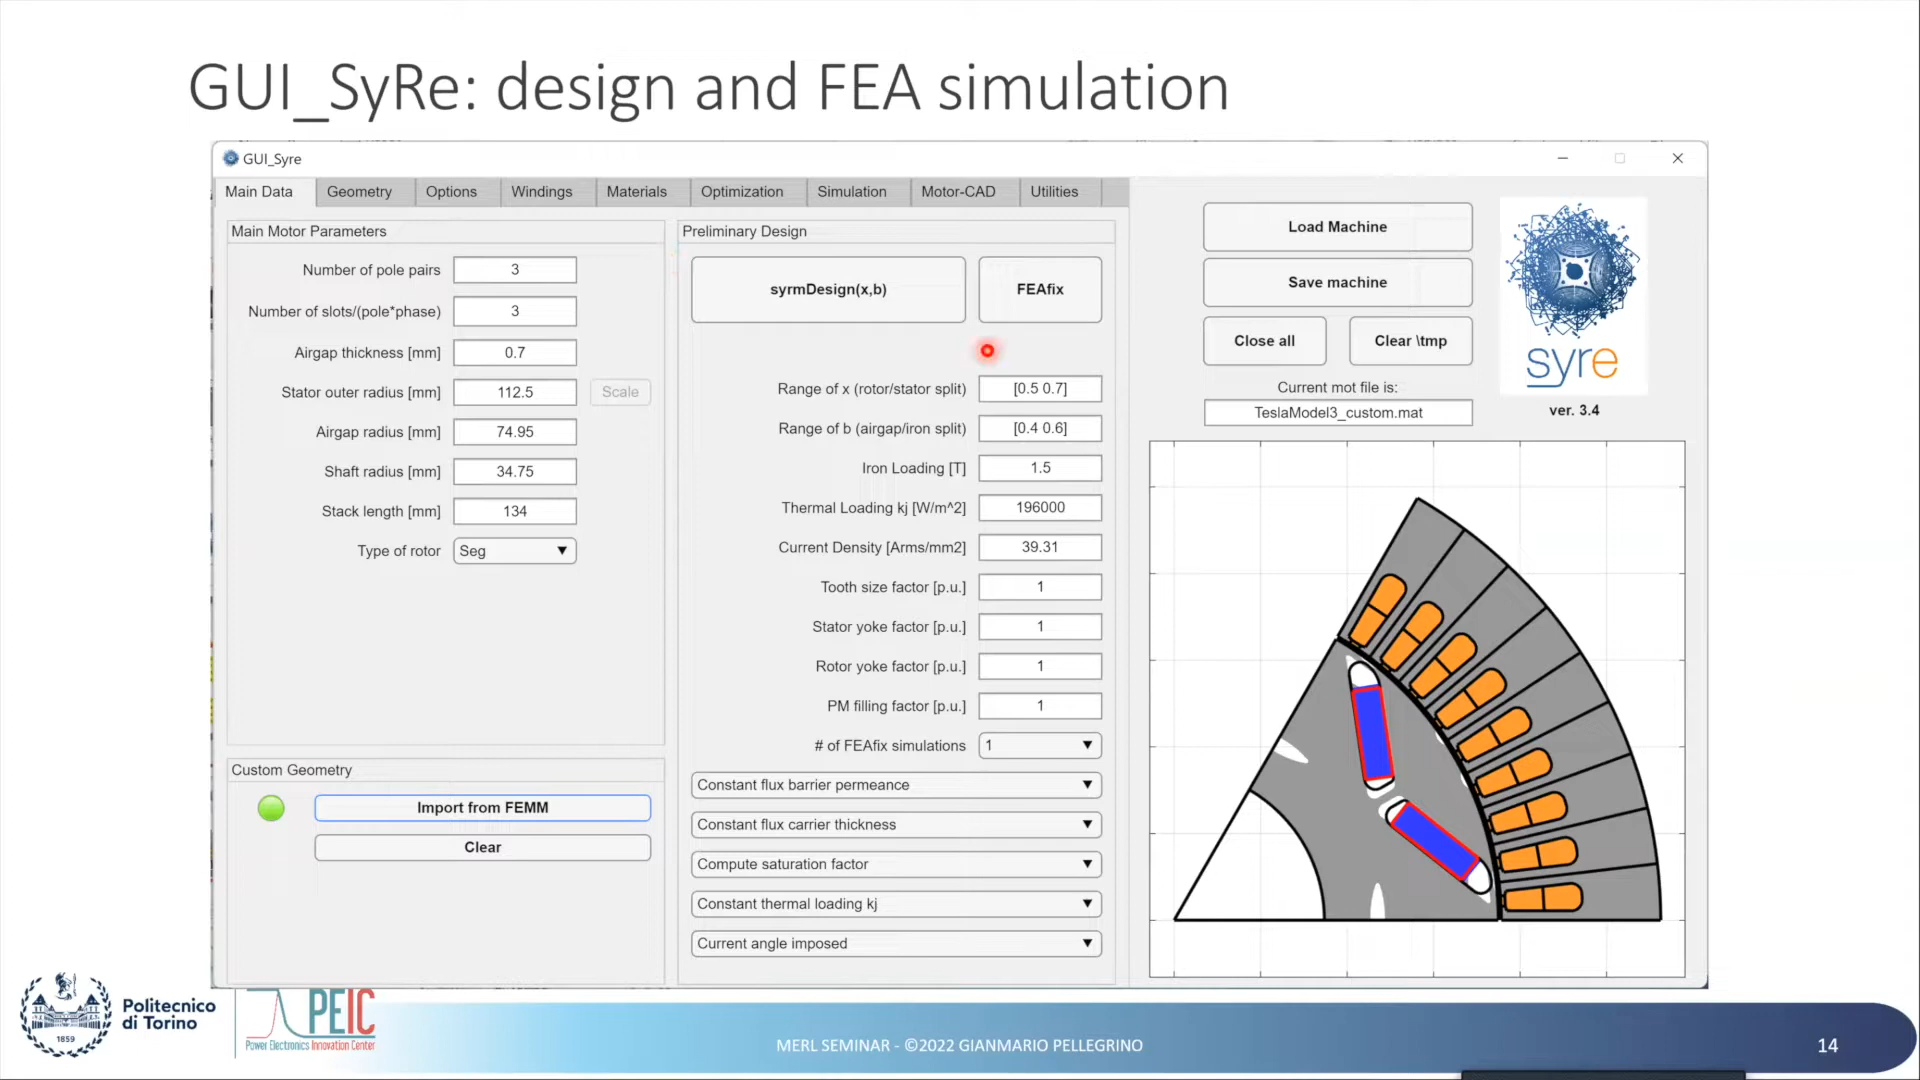 GUI_SyRe: design and FEA simulation
GUI_Syre
Main Data Geometry Options Windings Materials Optimization Simulation Motor-CAD Utilities
Main Motor Parameters
Number of pole pairs 3
Number of slots/(pole*phase) 3
Airgap thickness [mm] 0.7
Stator outer radius [mm] 112.5 Scale
Airgap radius [mm] 74.95
Shaft radius [mm] 34.75
Stack length [mm] 134
Type of rotor Seg
Custom Geometry
Import from FEMM
Clear
Preliminary Design
syrmDesign(x,b) FEAfix
Range of x (rotor/stator split) [0.5 0.7]
Range of b (airgap/iron split) [0.4 0.6]
Iron Loading [T] 1.5
Thermal Loading kj [W/m^2] 196000
Current Density [Arms/mm2] 39.31
Tooth size factor [p.u.] 1
Stator yoke factor [p.u.] 1
Rotor yoke factor [p.u.] 1
PM filling factor [p.u.] 1
# of FEAfix simulations 1
Constant flux barrier permeance
Constant flux carrier thickness
Compute saturation factor
Constant thermal loading kj
Current angle imposed
Load Machine
Save machine
Close all Clear \tmp
Current mot file is:
TeslaModel3_custom.mat
syre
ver. 3.4
Politecnico
di Torino
1859
PEIC
Power Electronics Innovation Center
MERL SEMINAR - ©2022 GIANMARIO PELLEGRINO
14